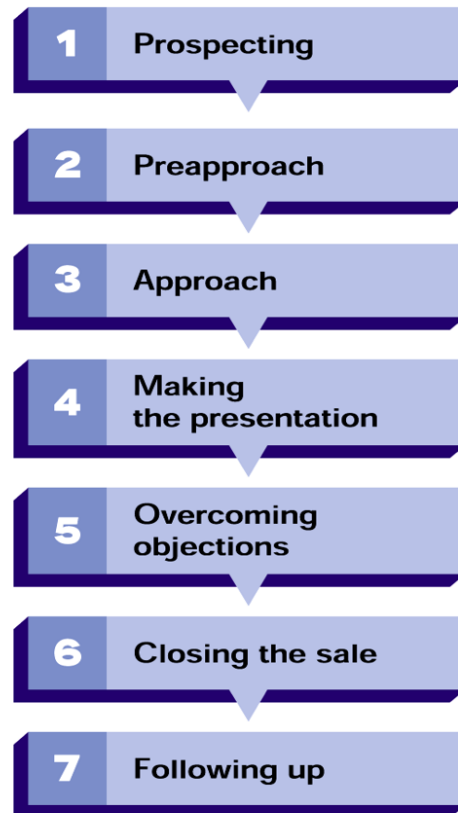 1 Prospecting
2 Preapproach
3 Approach
4 Making
the presentation
5 Overcoming
objections
6 Closing the sale
7 Following up